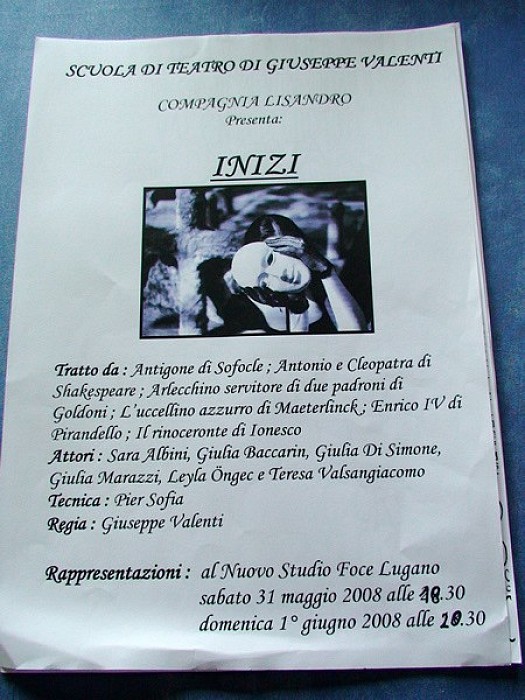 SCUOLA DI TEATRO DI GIUSEPPE VALENTI
COMPAGNIA LISANDRO
Presenta:
INIZI
Tratto da : Antigone di Sofocle ; Antonio e Cleopatra di
Shakespeare ; Arlecchino servitore di due padroni di
Goldoni ; L'uccellino azzurro di Maeterlinck ; Enrico IV di
Pirandello ; Il rinoceronte di Ionesco
Attori : Sara Albini, Giulia Baccarin, Giulia Di Simone,
Giulia Marazzi, Leyla Öngec e Teresa Valsangiacomo
Tecnica : Pier Sofia
Regia : Giuseppe Valenti
Rappresentazioni : al Nuovo Studio Foce Lugano
sabato 31 maggio 2008 alle
domenica 1° giugno 2008 alle